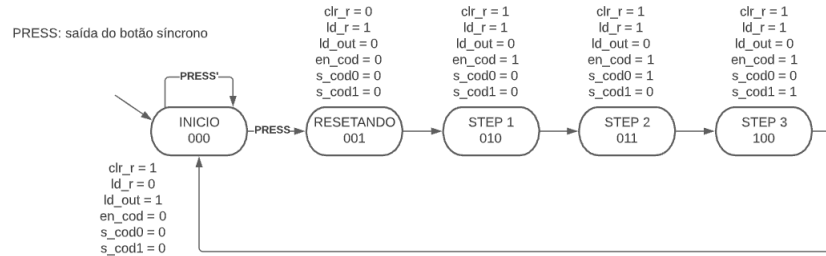 PRESS: saída do botão síncrono
PRESS'
INICIO
000
clr_r = 1
ld_r = 0
ld_out = 1
en_cod = 0
s_cod0 = 0
s_cod1 = 0
PRESS
clr_r = 0
ld_r = 1
ld_out = 0
en_cod = 0
s_cod0 = 0
s_cod1 = 0
RESETANDO
001
clr_r = 1
ld_r = 1
ld_out = 0
en_cod = 1
s_cod0 = 0
s_cod1 = 0
STEP 1
010
clr_r = 1
ld_r = 1
ld_out = 0
en_cod = 1
s_cod0 = 1
s_cod1 = 0
STEP 2
011
clr_r = 1
ld_r = 1
ld_out = 0
en_cod = 1
s_cod0 = 0
s_cod1 = 1
STEP 3
100